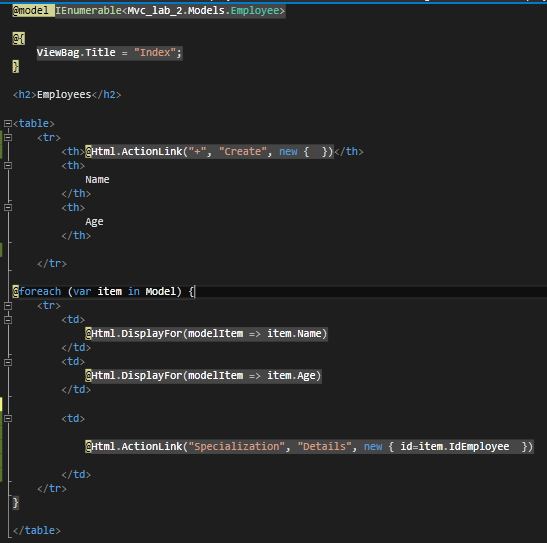 @model IEnumerable<Mvc_lab_2.Models.Employee>
@{
ViewBag.Title = "Index";
}
<h2>Employees</h2>
<table>
<tr>
<th>@Html.ActionLink("+", "Create", new {  })</th>
<th>
Name
</th>
<th>
Age
</th>
</tr>
@foreach (var item in Model) {
<tr>
<td>
@Html.DisplayFor(modelItem => item.Name)
</td>
<td>
@Html.DisplayFor(modelItem => item.Age)
</td>
<td>
@Html.ActionLink("Specialization", "Details", new { id=item.IdEmployee  })
</td>
</tr>
}
</table>